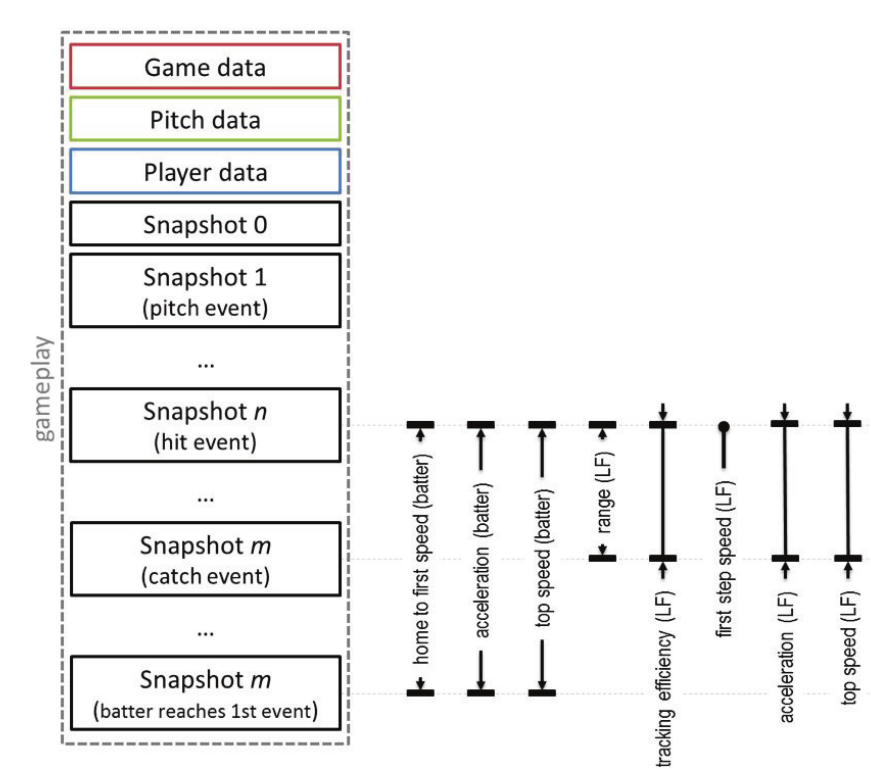 Game data
Pitch data
Player data
Snapshot 0
Snapshot 1
(pitch event)
...
Snapshot n
(hit event)
...
Snapshot m
(catch event)
...
Snapshot m
(batter reaches 1st event)
gameplay
home to first speed (batter)
acceleration (batter)
top speed (batter)
range (LF)
tracking efficiency (LF)
first step speed (LF)
acceleration (LF)
top speed (LF)